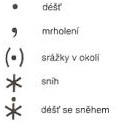 déšť
mrholení
srážky v okolí
sníh
déšť se sněhem